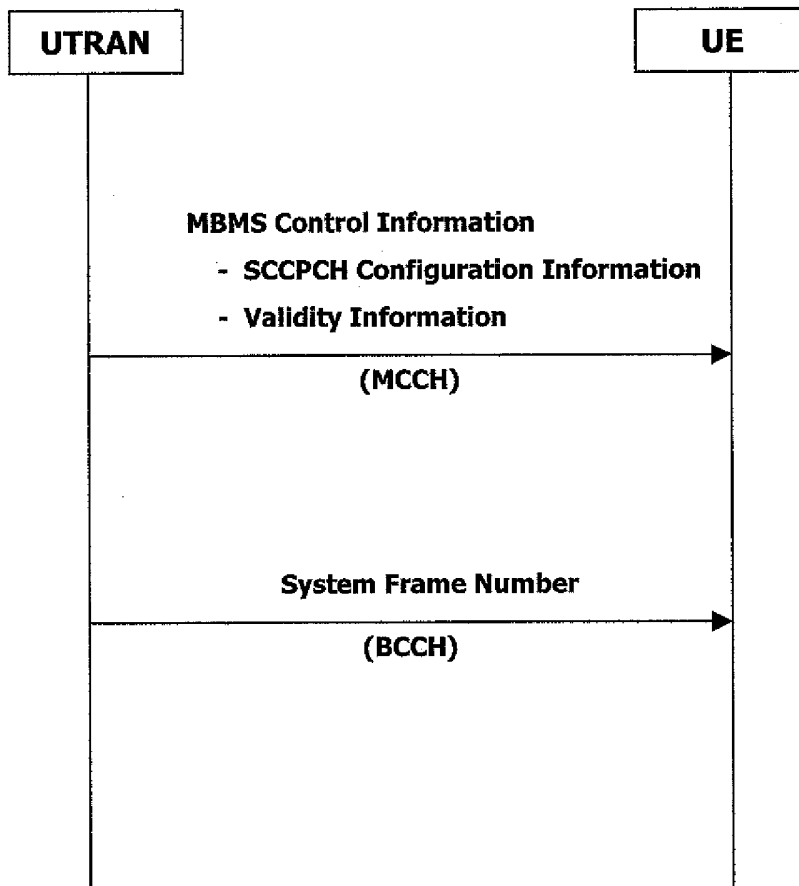 UTRAN
UE
MBMS Control Information
- SCCPCH Configuration Information
- Validity Information
(MCCH)
System Frame Number
(BCCH)